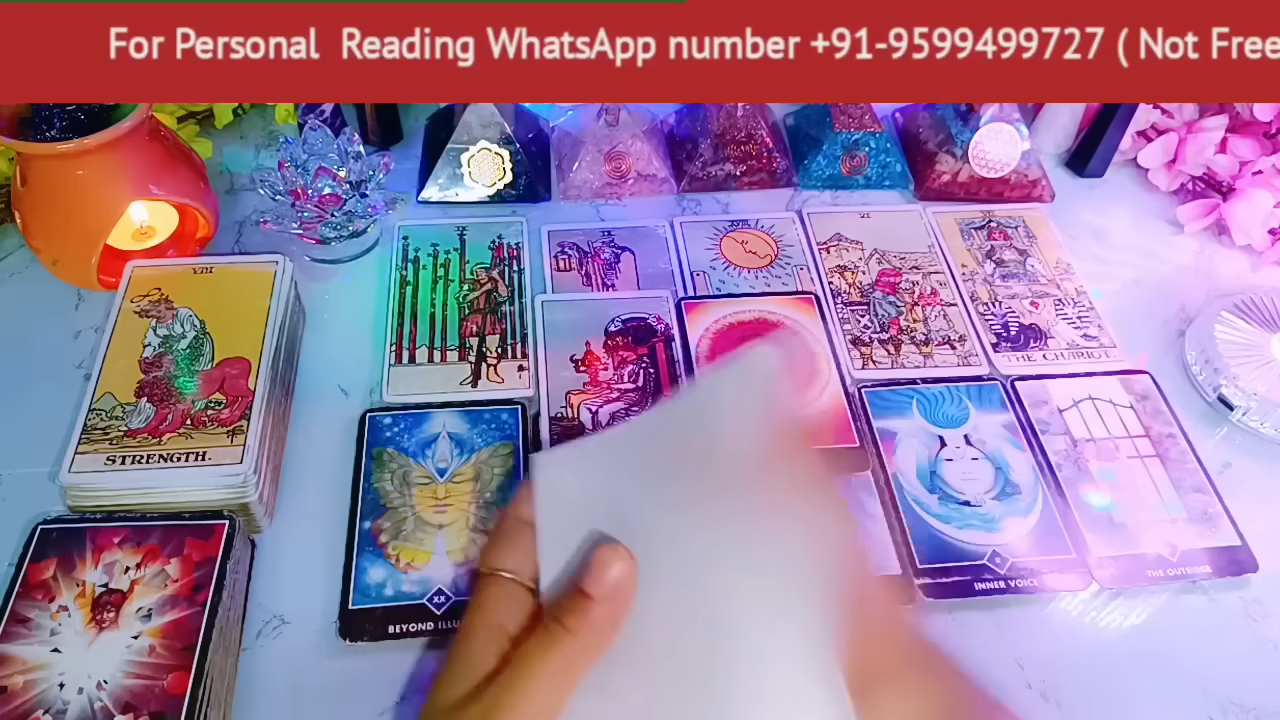 For Personal Reading WhatsApp number +91-9599499727 ( Not Free
VI
VIII
THE CHARIOT.
STRENGTH.
II
INNER VOICE
THE OUTSIDER
XX
BEYOND ILLU